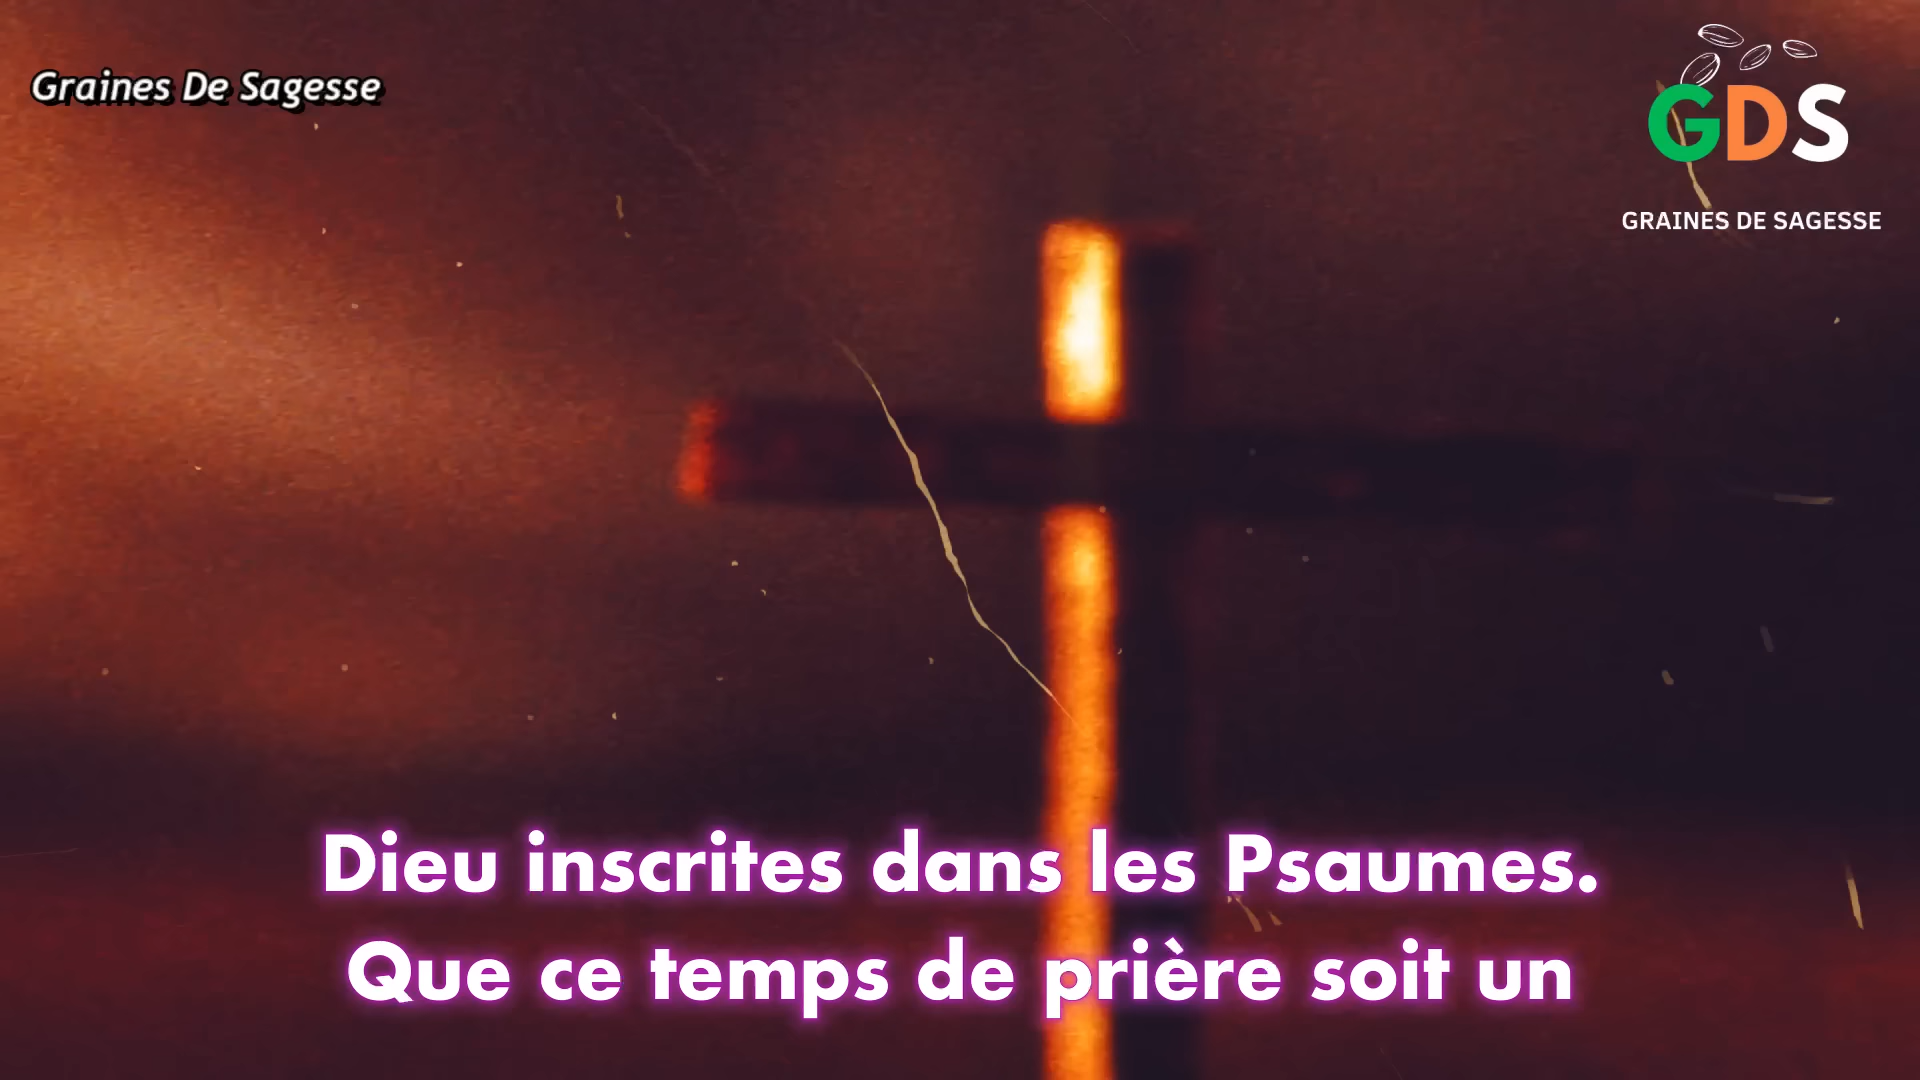 Graines De Sagesse
GDS
GRAINES DE SAGESSE
Dieu inscrites dans les Psaumes.
Que ce temps de prière soit un